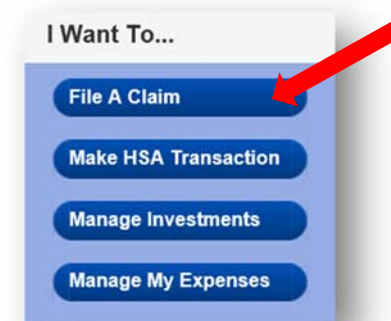 I Want To...
File A Claim
Make HSA Transaction
Manage Investments
Manage My Expenses